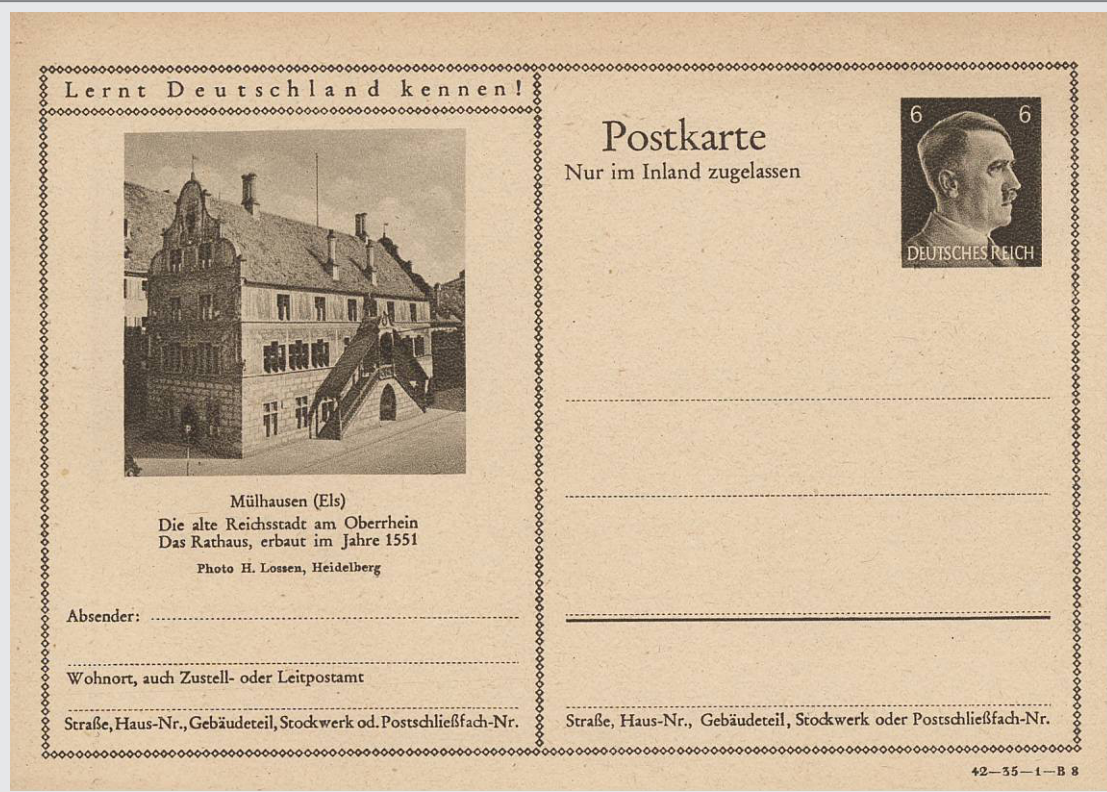 Lernt Deutschland kennen!
Mülhausen (Els)
Die alte Reichsstadt am Oberrhein
Das Rathaus, erbaut im Jahre 1551
Photo H. Lossen, Heidelberg
Absender:
Wohnort, auch Zustell- oder Leitpostamt
Straße, Haus-Nr., Gebäudeteil, Stockwerk od. Postschließfach-Nr.
Postkarte
Nur im Inland zugelassen
6 6
DEUTSCHES REICH
Straße, Haus-Nr., Gebäudeteil, Stockwerk oder Postschließfach-Nr.
42—35—1—B 8